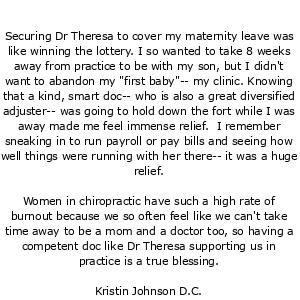 Securing Dr Theresa to cover my maternity leave was
like winning the lottery. I so wanted to take 8 weeks
away from practice to be with my son, but I didn't
want to abandon my "first baby"-- my clinic. Knowing
that a kind, smart doc-- who is also a great diversified
adjuster-- was going to hold down the fort while I was
away made me feel immense relief.  I remember
sneaking in to run payroll or pay bills and seeing how
well things were running with her there-- it was a huge
relief.
Women in chiropractic have such a high rate of
burnout because we so often feel like we can't take
time away to be a mom and a doctor too, so having a
competent doc like Dr Theresa supporting us in
practice is a true blessing.
Kristin Johnson D.C.